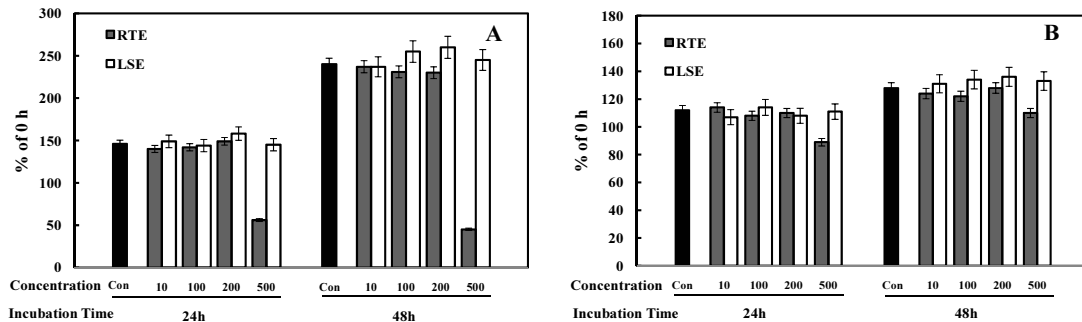 A
RTE
LSE
% of 0 h
300
250
200
150
100
50
0
Concentration Con 10 100 200 500 Con 10 100 200 500
Incubation Time 24h 48h
B
RTE
LSE
% of 0 h
180
160
140
120
100
80
60
40
20
0
Concentration Con 10 100 200 500 Con 10 100 200 500
Incubation Time 24h 48h